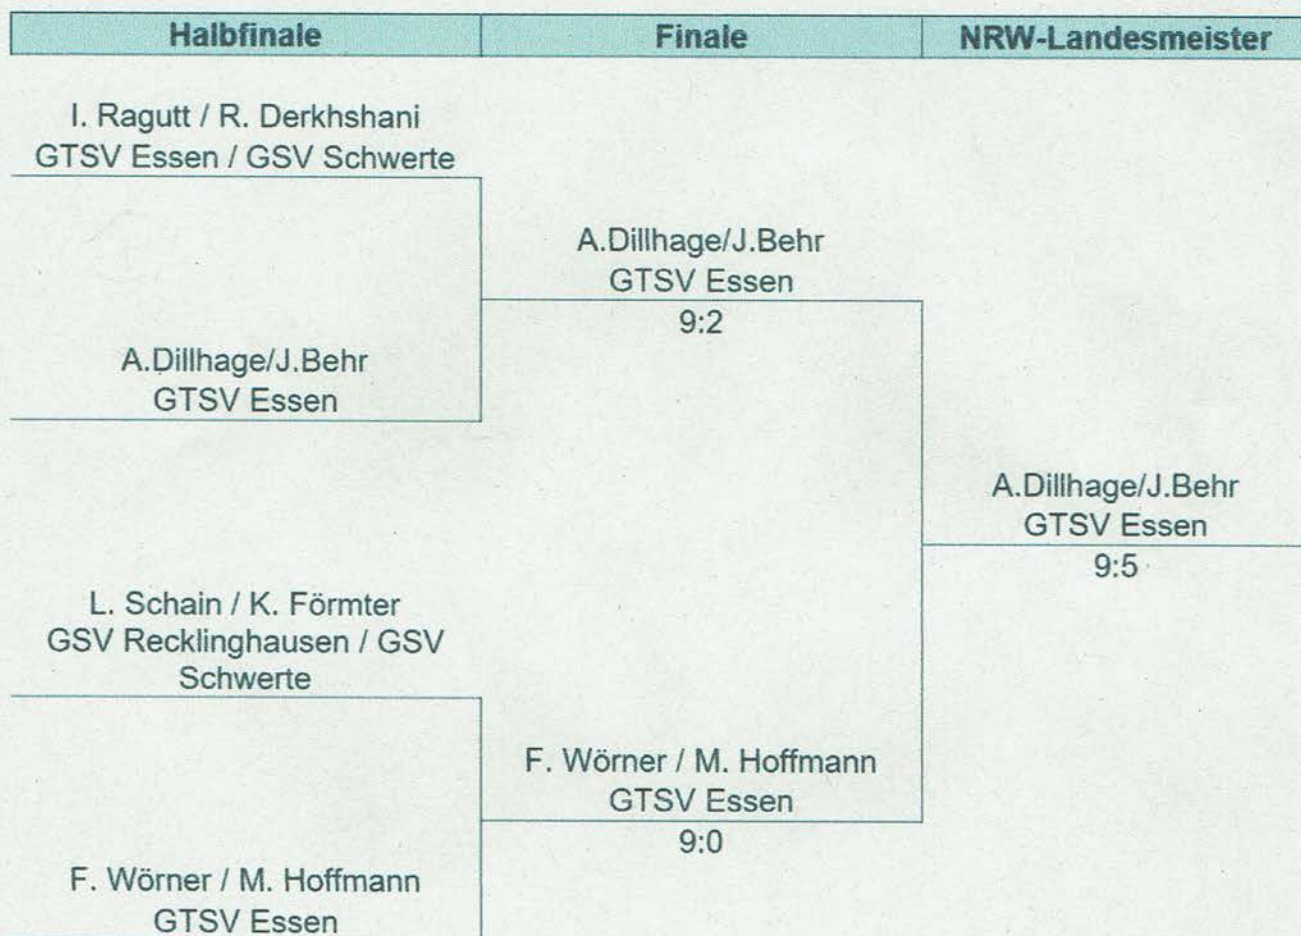 Halbfinale Finale NRW-Landesmeister
I. Ragutt / R. Derkhshani
GTSV Essen / GSV Schwerte
A.Dillhage/J.Behr
GTSV Essen
9:2
A.Dillhage/J.Behr
GTSV Essen
A.Dillhage/J.Behr
GTSV Essen
9:5
L. Schain / K. Förmter
GSV Recklinghausen / GSV
Schwerte
F. Wörner / M. Hoffmann
GTSV Essen
9:0
F. Wörner / M. Hoffmann
GTSV Essen